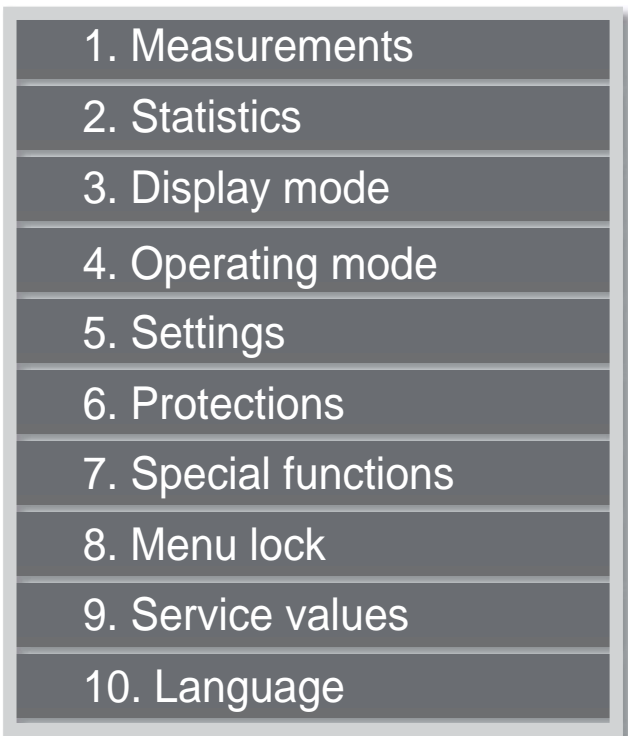 1. Measurements
2. Statistics
3. Display mode
4. Operating mode
5. Settings
6. Protections
7. Special functions
8. Menu lock
9. Service values
10. Language